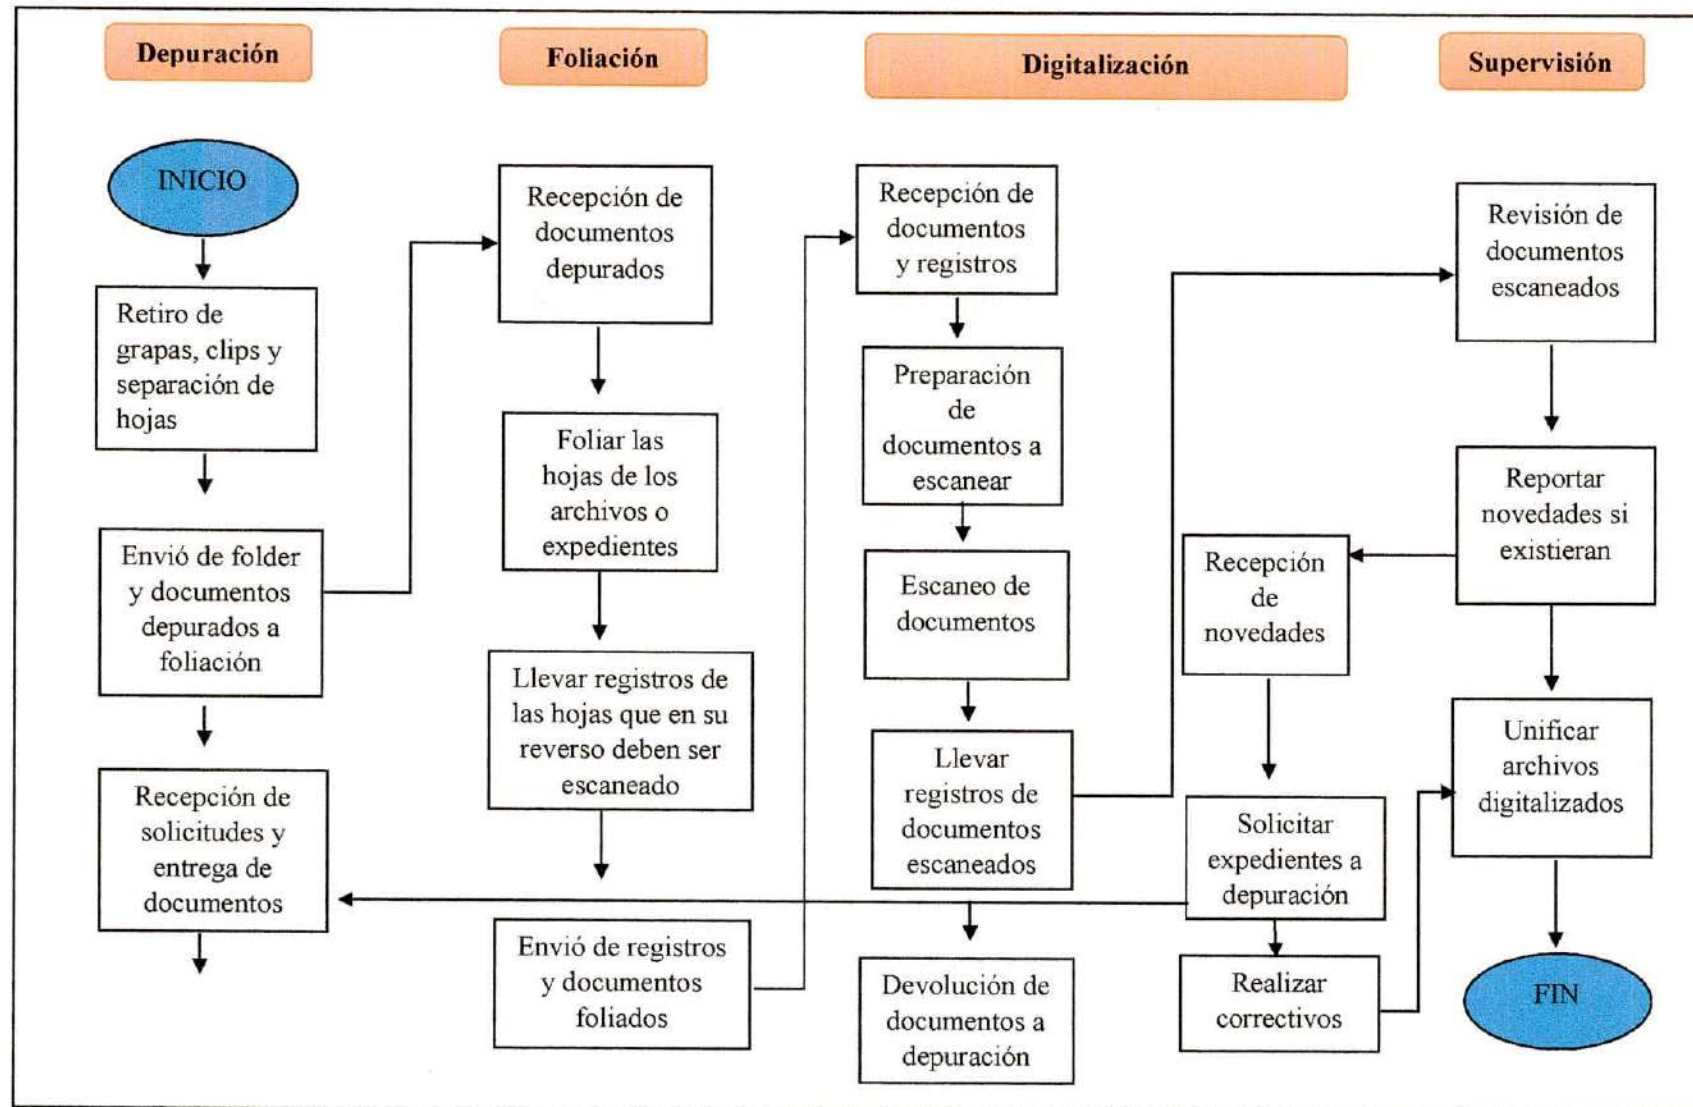 Depuración
Foliación
Digitalización
Supervisión
INICIO
Retiro de
grapas, clips y
separación de
hojas
Envió de folder
y documentos
depurados a
foliación
Recepción de
solicitudes y
entrega de
documentos
Recepción de
documentos
depurados
Foliar las
hojas de los
archivos o
expedientes
Llevar registros de
las hojas que en su
reverso deben ser
escaneado
Envió de registros
y documentos
foliados
Recepción de
documentos
y registros
Preparación
de
documentos a
escanear
Escaneo de
documentos
Llevar
registros de
documentos
escaneados
Devolución de
documentos a
depuración
Recepción
de
novedades
Solicitar
expedientes a
depuración
Realizar
correctivos
Revisión de
documentos
escaneados
Reportar
novedades si
existieran
Unificar
archivos
digitalizados
FIN